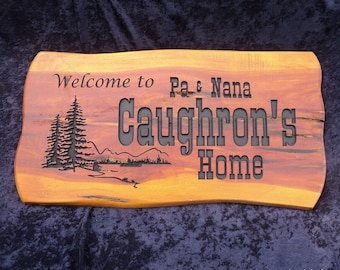 Welcome to
Pa & Nana
Caughron's
Home